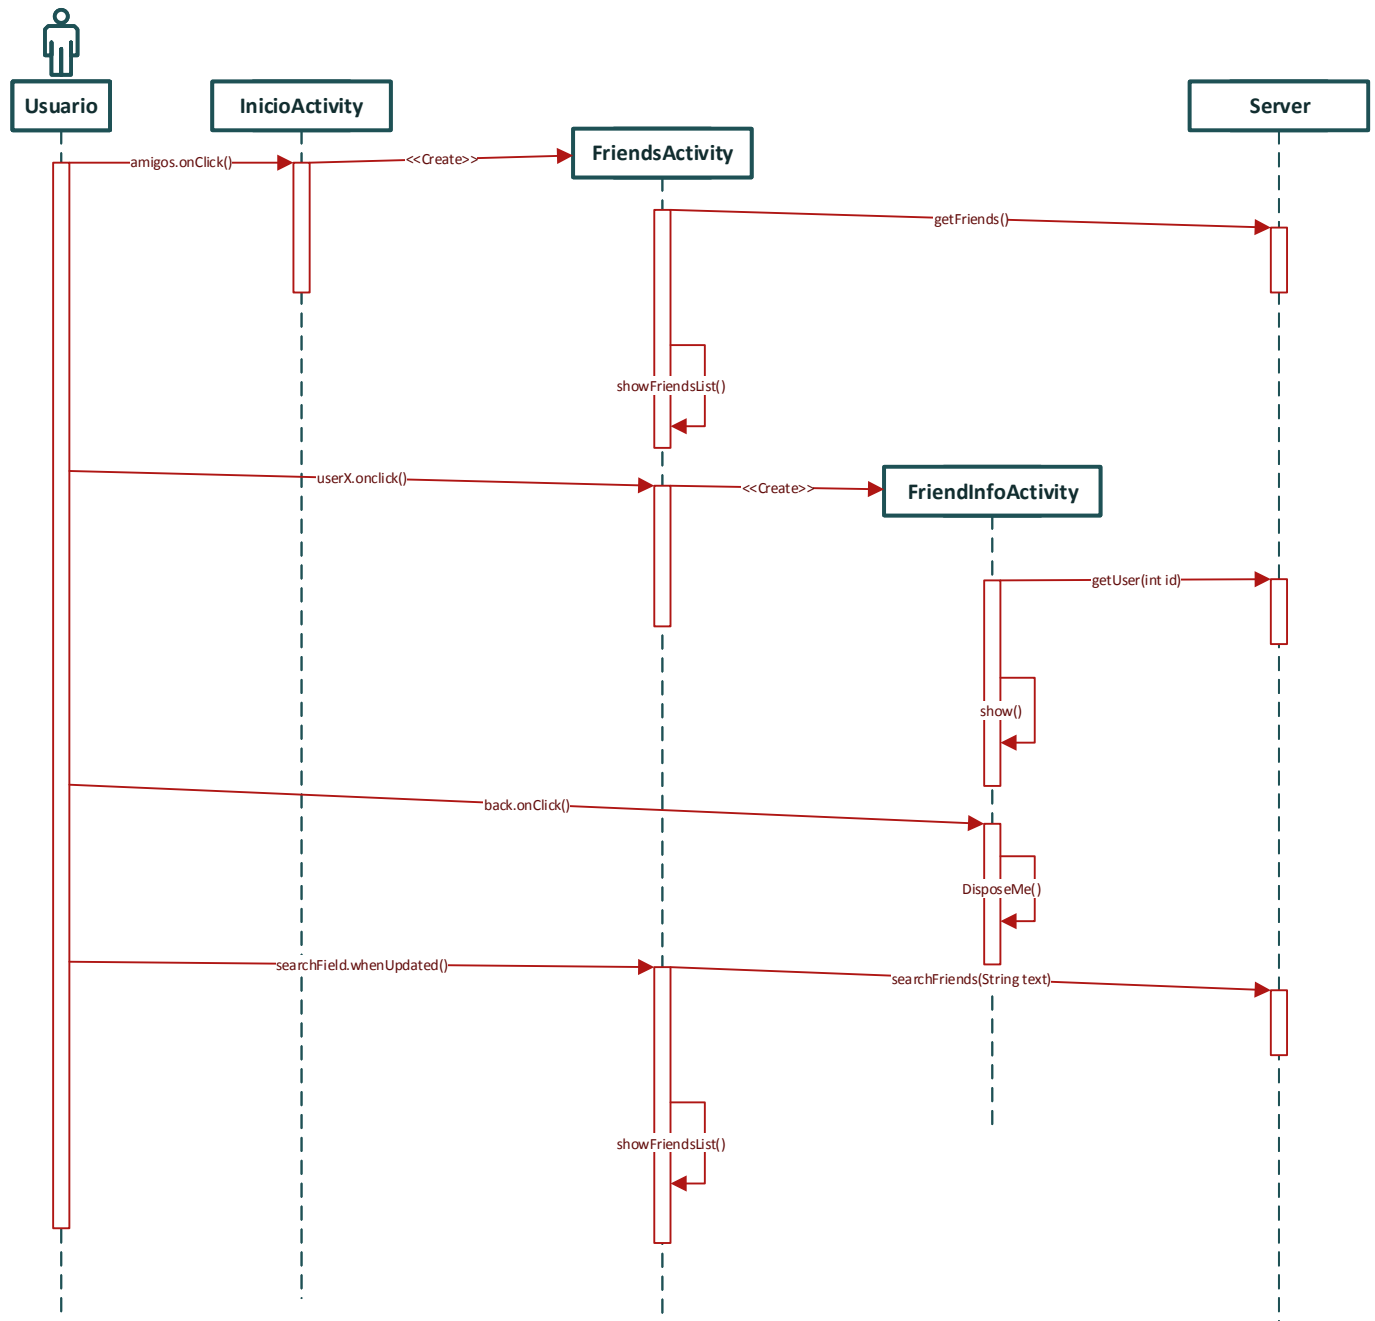 Usuario
InicioActivity
Server
FriendsActivity
amigos.onClick()
<<Create>>
getFriends()
showFriendsList()
userX.onclick()
<<Create>>
FriendInfoActivity
getUser(int id)
show()
back.onClick()
DisposeMe()
searchField.whenUpdated()
searchFriends(String text)
showFriendsList()